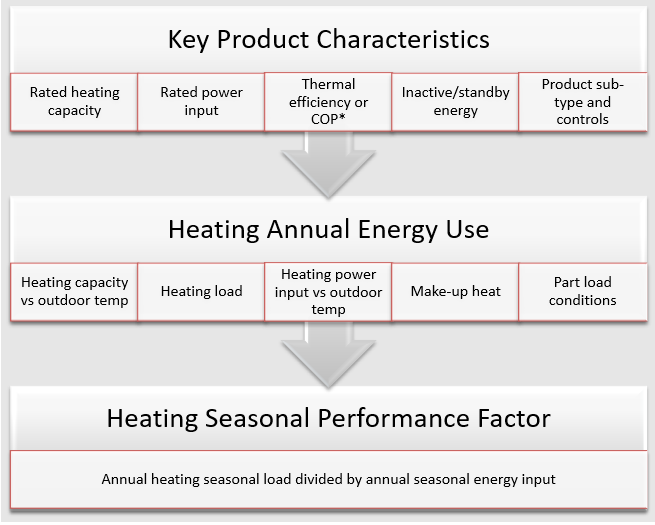 Key Product Characteristics
Rated heating
capacity
Rated power
input
Thermal
efficiency or
COP*
Inactive/standby
energy
Product sub-
type and
controls
Heating Annual Energy Use
Heating capacity
vs outdoor temp
Heating load
Heating power
input vs outdoor
temp
Make-up heat
Part load
conditions
Heating Seasonal Performance Factor
Annual heating seasonal load divided by annual seasonal energy input